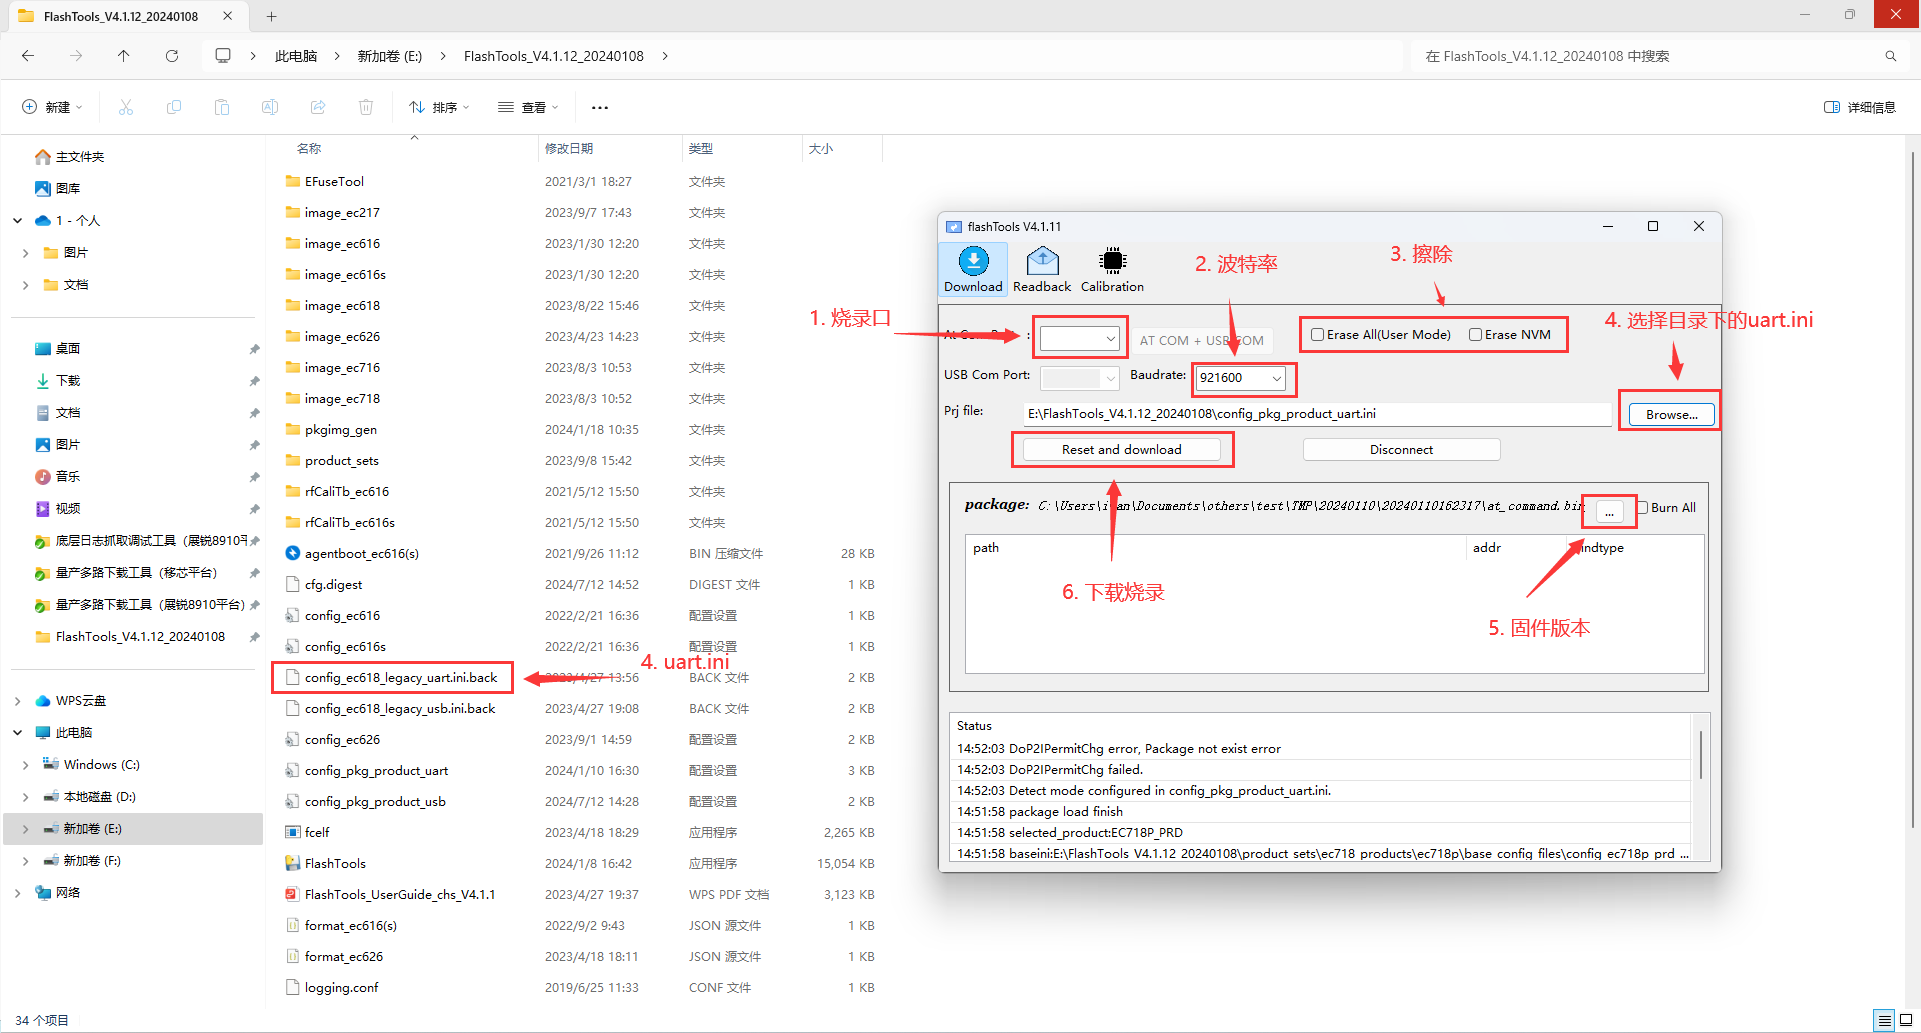 FlashTools_V4.1.12_20240108
此电脑 新加卷 (E:) FlashTools_V4.1.12_20240108
在 FlashTools_V4.1.12_20240108 中搜索
新建
排序
查看
详细信息
主文件夹
图库
1 - 个人
图片
文档
桌面
下载
文档
图片
音乐
视频
底层日志抓取调试工具（展锐8910平
量产多路下载工具（移芯平台）
量产多路下载工具（展锐8910平台）
FlashTools_V4.1.12_20240108
WPS云盘
此电脑
Windows (C:)
本地磁盘 (D:)
新加卷 (E:)
新加卷 (F:)
网络
名称 修改日期 类型 大小
EFuseTool 2021/3/1 18:27 文件夹
image_ec217 2023/9/7 17:43 文件夹
image_ec616 2023/1/30 12:20 文件夹
image_ec616s 2023/1/30 12:20 文件夹
image_ec618 2023/8/22 15:46 文件夹
image_ec626 2023/4/23 14:23 文件夹
image_ec716 2023/8/3 10:53 文件夹
image_ec718 2023/8/3 10:52 文件夹
pkgimg_gen 2024/1/18 10:35 文件夹
product_sets 2023/9/8 15:42 文件夹
rfCaliTb_ec616 2021/5/12 15:50 文件夹
rfCaliTb_ec616s 2021/5/12 15:50 文件夹
agentboot_ec616(s) 2021/9/26 11:12 BIN 压缩文件 28 KB
cfg.digest 2024/7/12 14:52 DIGEST 文件 1 KB
config_ec616 2022/2/21 16:36 配置设置 1 KB
config_ec616s 2022/2/21 16:36 配置设置 1 KB
config_ec618_legacy_uart.ini.back 2023/4/27 13:56 BACK 文件 2 KB
4. uart.ini
config_ec618_legacy_usb.ini.back 2023/4/27 19:08 BACK 文件 2 KB
config_ec626 2023/9/1 14:59 配置设置 2 KB
config_pkg_product_uart 2024/1/10 16:30 配置设置 3 KB
config_pkg_product_usb 2024/7/12 14:28 配置设置 2 KB
fcelf 2023/4/18 18:29 应用程序 2,265 KB
FlashTools 2024/1/8 16:42 应用程序 15,054 KB
FlashTools_UserGuide_chs_V4.1.1 2023/4/27 19:37 WPS PDF 文档 3,123 KB
format_ec616(s) 2022/9/2 9:43 JSON 源文件 1 KB
format_ec626 2023/4/18 18:11 JSON 源文件 1 KB
logging.conf 2019/6/25 11:33 CONF 文件 1 KB
34 个项目
flashTools V4.1.11
Download Readback Calibration
2. 波特率
3. 擦除
1. 烧录口
4. 选择目录下的uart.ini
AT COM + USB COM
Erase All(User Mode) Erase NVM
USB Com Port: Baudrate: 921600
Prj file: E:\FlashTools_V4.1.12_20240108\config_pkg_product_uart.ini Browse...
Reset and download Disconnect
package: C:\Users\i an\Documents\others\test\TMP\20240110\20240110162317\at_command.bin ... Burn All
path addr indtype
6. 下载烧录
5. 固件版本
Status
14:52:03 DoP2IPermitChg error, Package not exist error
14:52:03 DoP2IPermitChg failed.
14:52:03 Detect mode configured in config_pkg_product_uart.ini.
14:51:58 package load finish
14:51:58 selected_product:EC718P_PRD
14:51:58 baseini:E:\FlashTools_V4.1.12_20240108\product_sets\ec718_products\ec718p\base_config_files\config_ec718p_prd_...